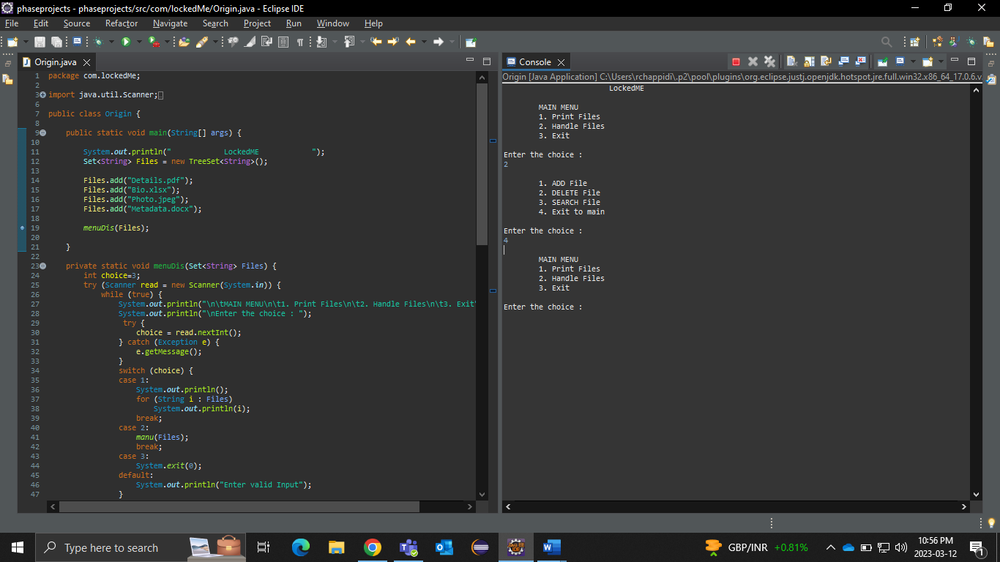 phaseprojects - phaseprojects/src/com/lockedMe/Origin.java - Eclipse IDE
File Edit Source Refactor Navigate Search Project Run Window Help
Origin.java
1 package com.lockedMe;
2
3 import java.util.Scanner;
6
7 public class Origin {
8
9 public static void main(String[] args) {
10
11 System.out.println("            LockedME            ");
12 Set<String> Files = new TreeSet<String>();
13
14 Files.add("Details.pdf");
15 Files.add("Bio.xlsx");
16 Files.add("Photo.jpeg");
17 Files.add("Metadata.docx");
18
19 menuDis(Files);
20
21 }
22
23 private static void menuDis(Set<String> Files) {
24 int choice=3;
25 try (Scanner read = new Scanner(System.in)) {
26 while (true) {
27 System.out.println("\n\tMAIN MENU\n\t1. Print Files\n\t2. Handle Files\n\t3. Exit"
28 System.out.println("\nEnter the choice : ");
29 try {
30 choice = read.nextInt();
31 } catch (Exception e) {
32 e.getMessage();
33 }
34 switch (choice) {
35 case 1:
36 System.out.println();
37 for (String i : Files)
38 System.out.println(i);
39 break;
40 case 2:
41 manu(Files);
42 break;
43 case 3:
44 System.exit(0);
45 default:
46 System.out.println("Enter valid Input");
47 }
Console
Origin [Java Application] C:\Users\rchappidi\.p2\pool\plugins\org.eclipse.justj.openjdk.hotspot.jre.full.win32.x86_64_17.0.6.v
LockedME
MAIN MENU
1. Print Files
2. Handle Files
3. Exit
Enter the choice :
2
1. ADD File
2. DELETE File
3. SEARCH File
4. Exit to main
Enter the choice :
4
MAIN MENU
1. Print Files
2. Handle Files
3. Exit
Enter the choice :
Type here to search
GBP/INR +0.81%
10:56 PM
2023-03-12
1